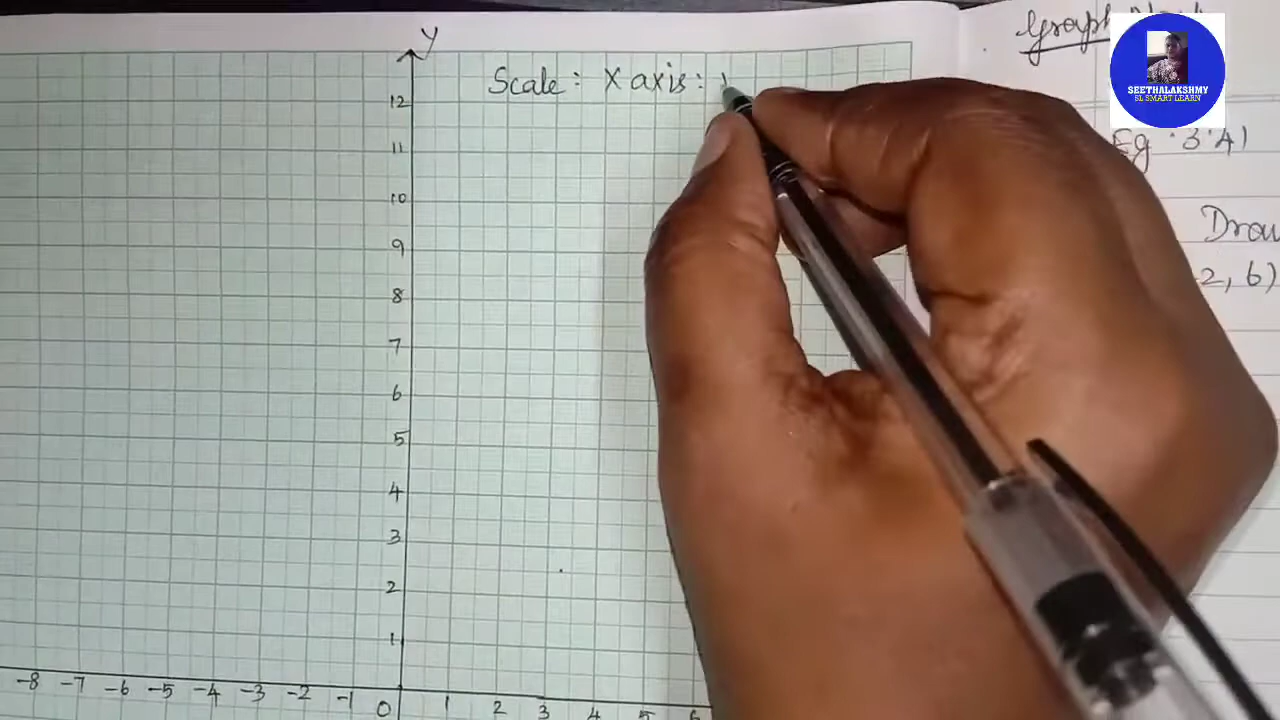 Y
Scale: X axis:
12
11
10
9
8
7
6
5
4
3
2
1
-8 -7 -6 -5 -4 -3 -2 -1 0 1 2 3 4 5 6
Graph
SEETHALAKSHMY
SL SMART LEARN
Eg 3.41
2, 6)